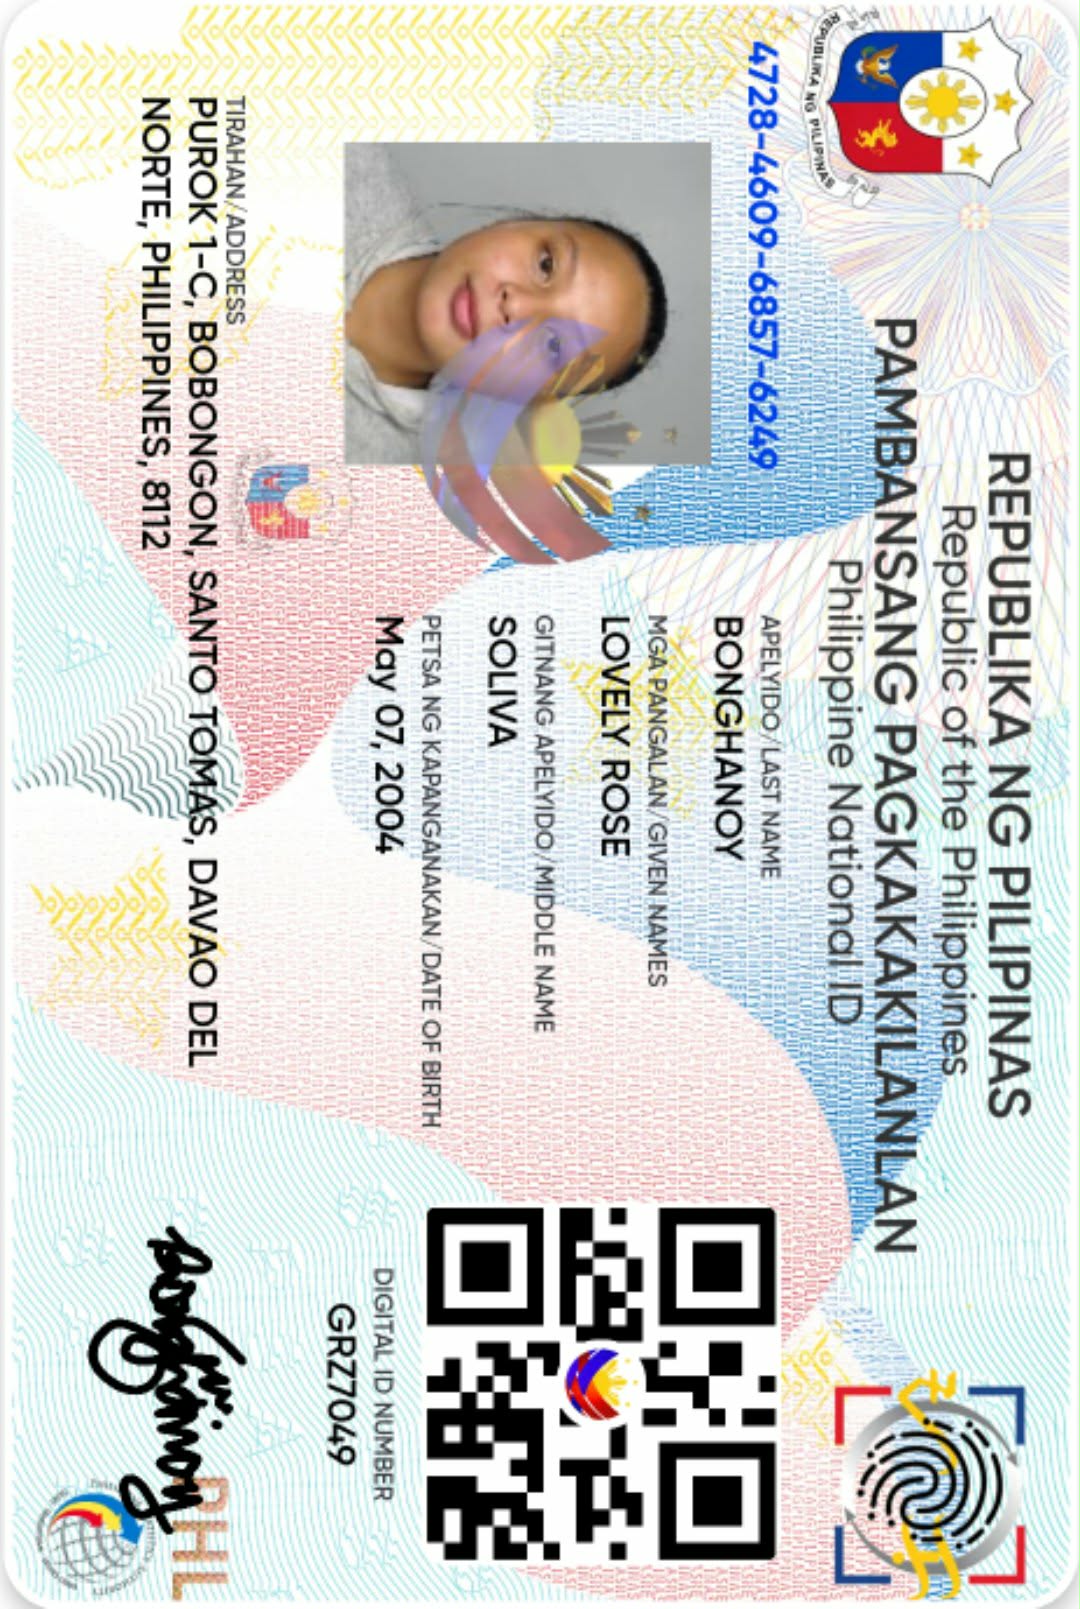 REPUBLIKA NG PILIPINAS
Republic of the Philippines
PAMBANSANG PAGKAKAKILANLAN
Philippine National ID
REPUBLIKA NG PILIPINAS
4728-4609-6857-6249
APELYIDO/LAST NAME
BONGHANOY
MGA PANGALAN/GIVEN NAMES
LOVELY ROSE
GITNANG APELYIDO/MIDDLE NAME
SOLIVA
PETSA NG KAPANGANAKAN/DATE OF BIRTH
May 07, 2004
DIGITAL ID NUMBER
GRZ7049
TIRAHAN/ADDRESS
PUROK 1-C, BOBONGON, SANTO TOMAS, DAVAO DEL
NORTE, PHILIPPINES, 8112
PHL